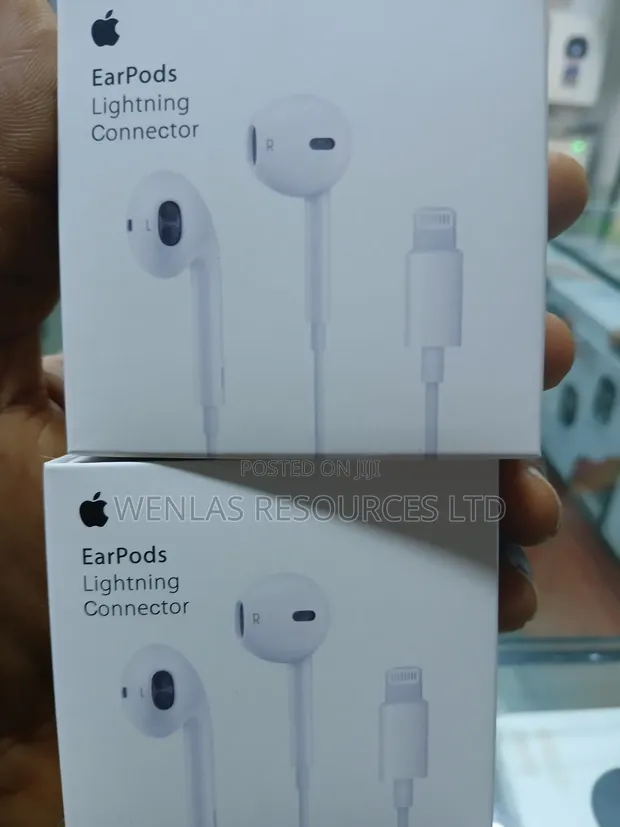 EarPods
Lightning
Connector
R
L
POSTED ON JIJI
WENLAS RESOURCES LTD
EarPods
Lightning
Connector
R
L